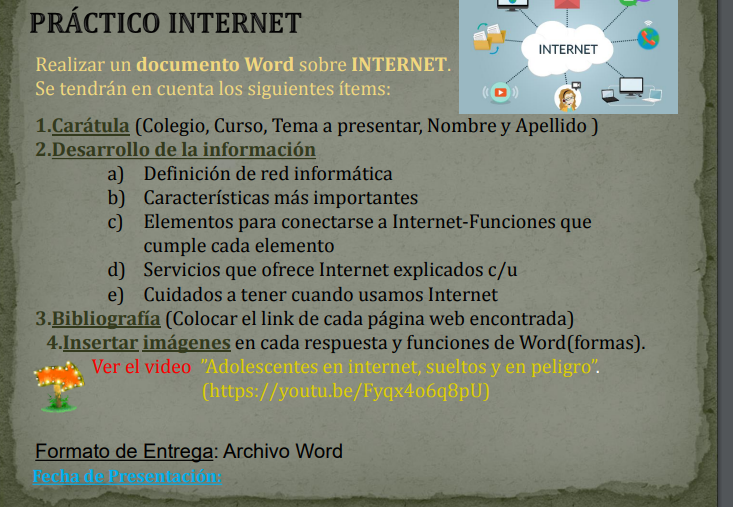 PRÁCTICO INTERNET
INTERNET
Realizar un documento Word sobre INTERNET.
Se tendrán en cuenta los siguientes ítems:
1.Carátula (Colegio, Curso, Tema a presentar, Nombre y Apellido )
2.Desarrollo de la información
a) Definición de red informática
b) Características más importantes
c) Elementos para conectarse a Internet-Funciones que
cumple cada elemento
d) Servicios que ofrece Internet explicados c/u
e) Cuidados a tener cuando usamos Internet
3.Bibliografía (Colocar el link de cada página web encontrada)
4.Insertar imágenes en cada respuesta y funciones de Word(formas).
Ver el video "Adolescentes en internet, sueltos y en peligro".
(https://youtu.be/Fyqx4o6q8pU)
Formato de Entrega: Archivo Word
Fecha de Presentación: